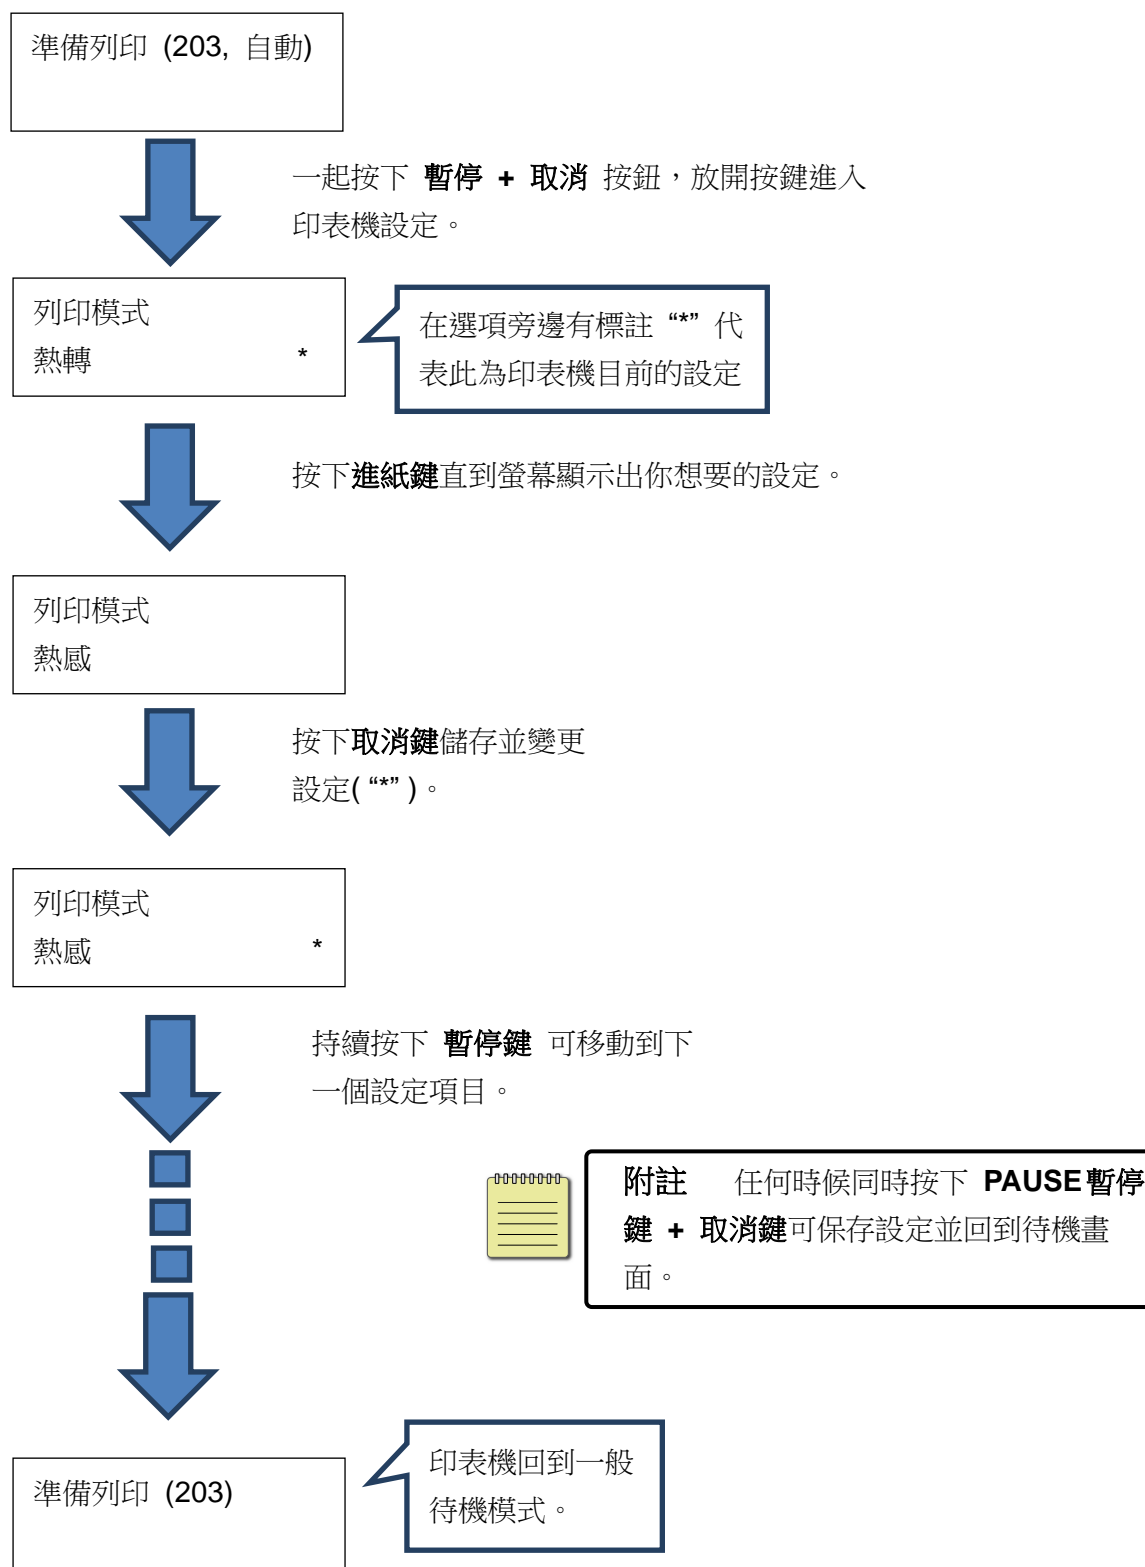 準備列印 (203, 自動)
一起按下 暫停 + 取消 按鈕，放開按鍵進入
印表機設定。
列印模式
熱轉 *
在選項旁邊有標註 “*” 代
表此為印表機目前的設定
按下進紙鍵直到螢幕顯示出你想要的設定。
列印模式
熱感
按下取消鍵儲存並變更
設定( “*” )。
列印模式
熱感 *
持續按下 暫停鍵 可移動到下
一個設定項目。
附註 任何時候同時按下 PAUSE暫停
鍵 + 取消鍵可保存設定並回到待機畫
面。
印表機回到一般
待機模式。
準備列印 (203)